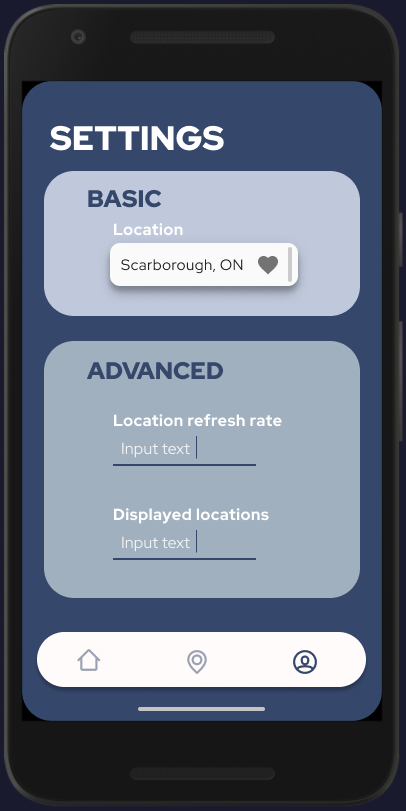 SETTINGS
BASIC
Location
Scarborough, ON
ADVANCED
Location refresh rate
Input text
Displayed locations
Input text